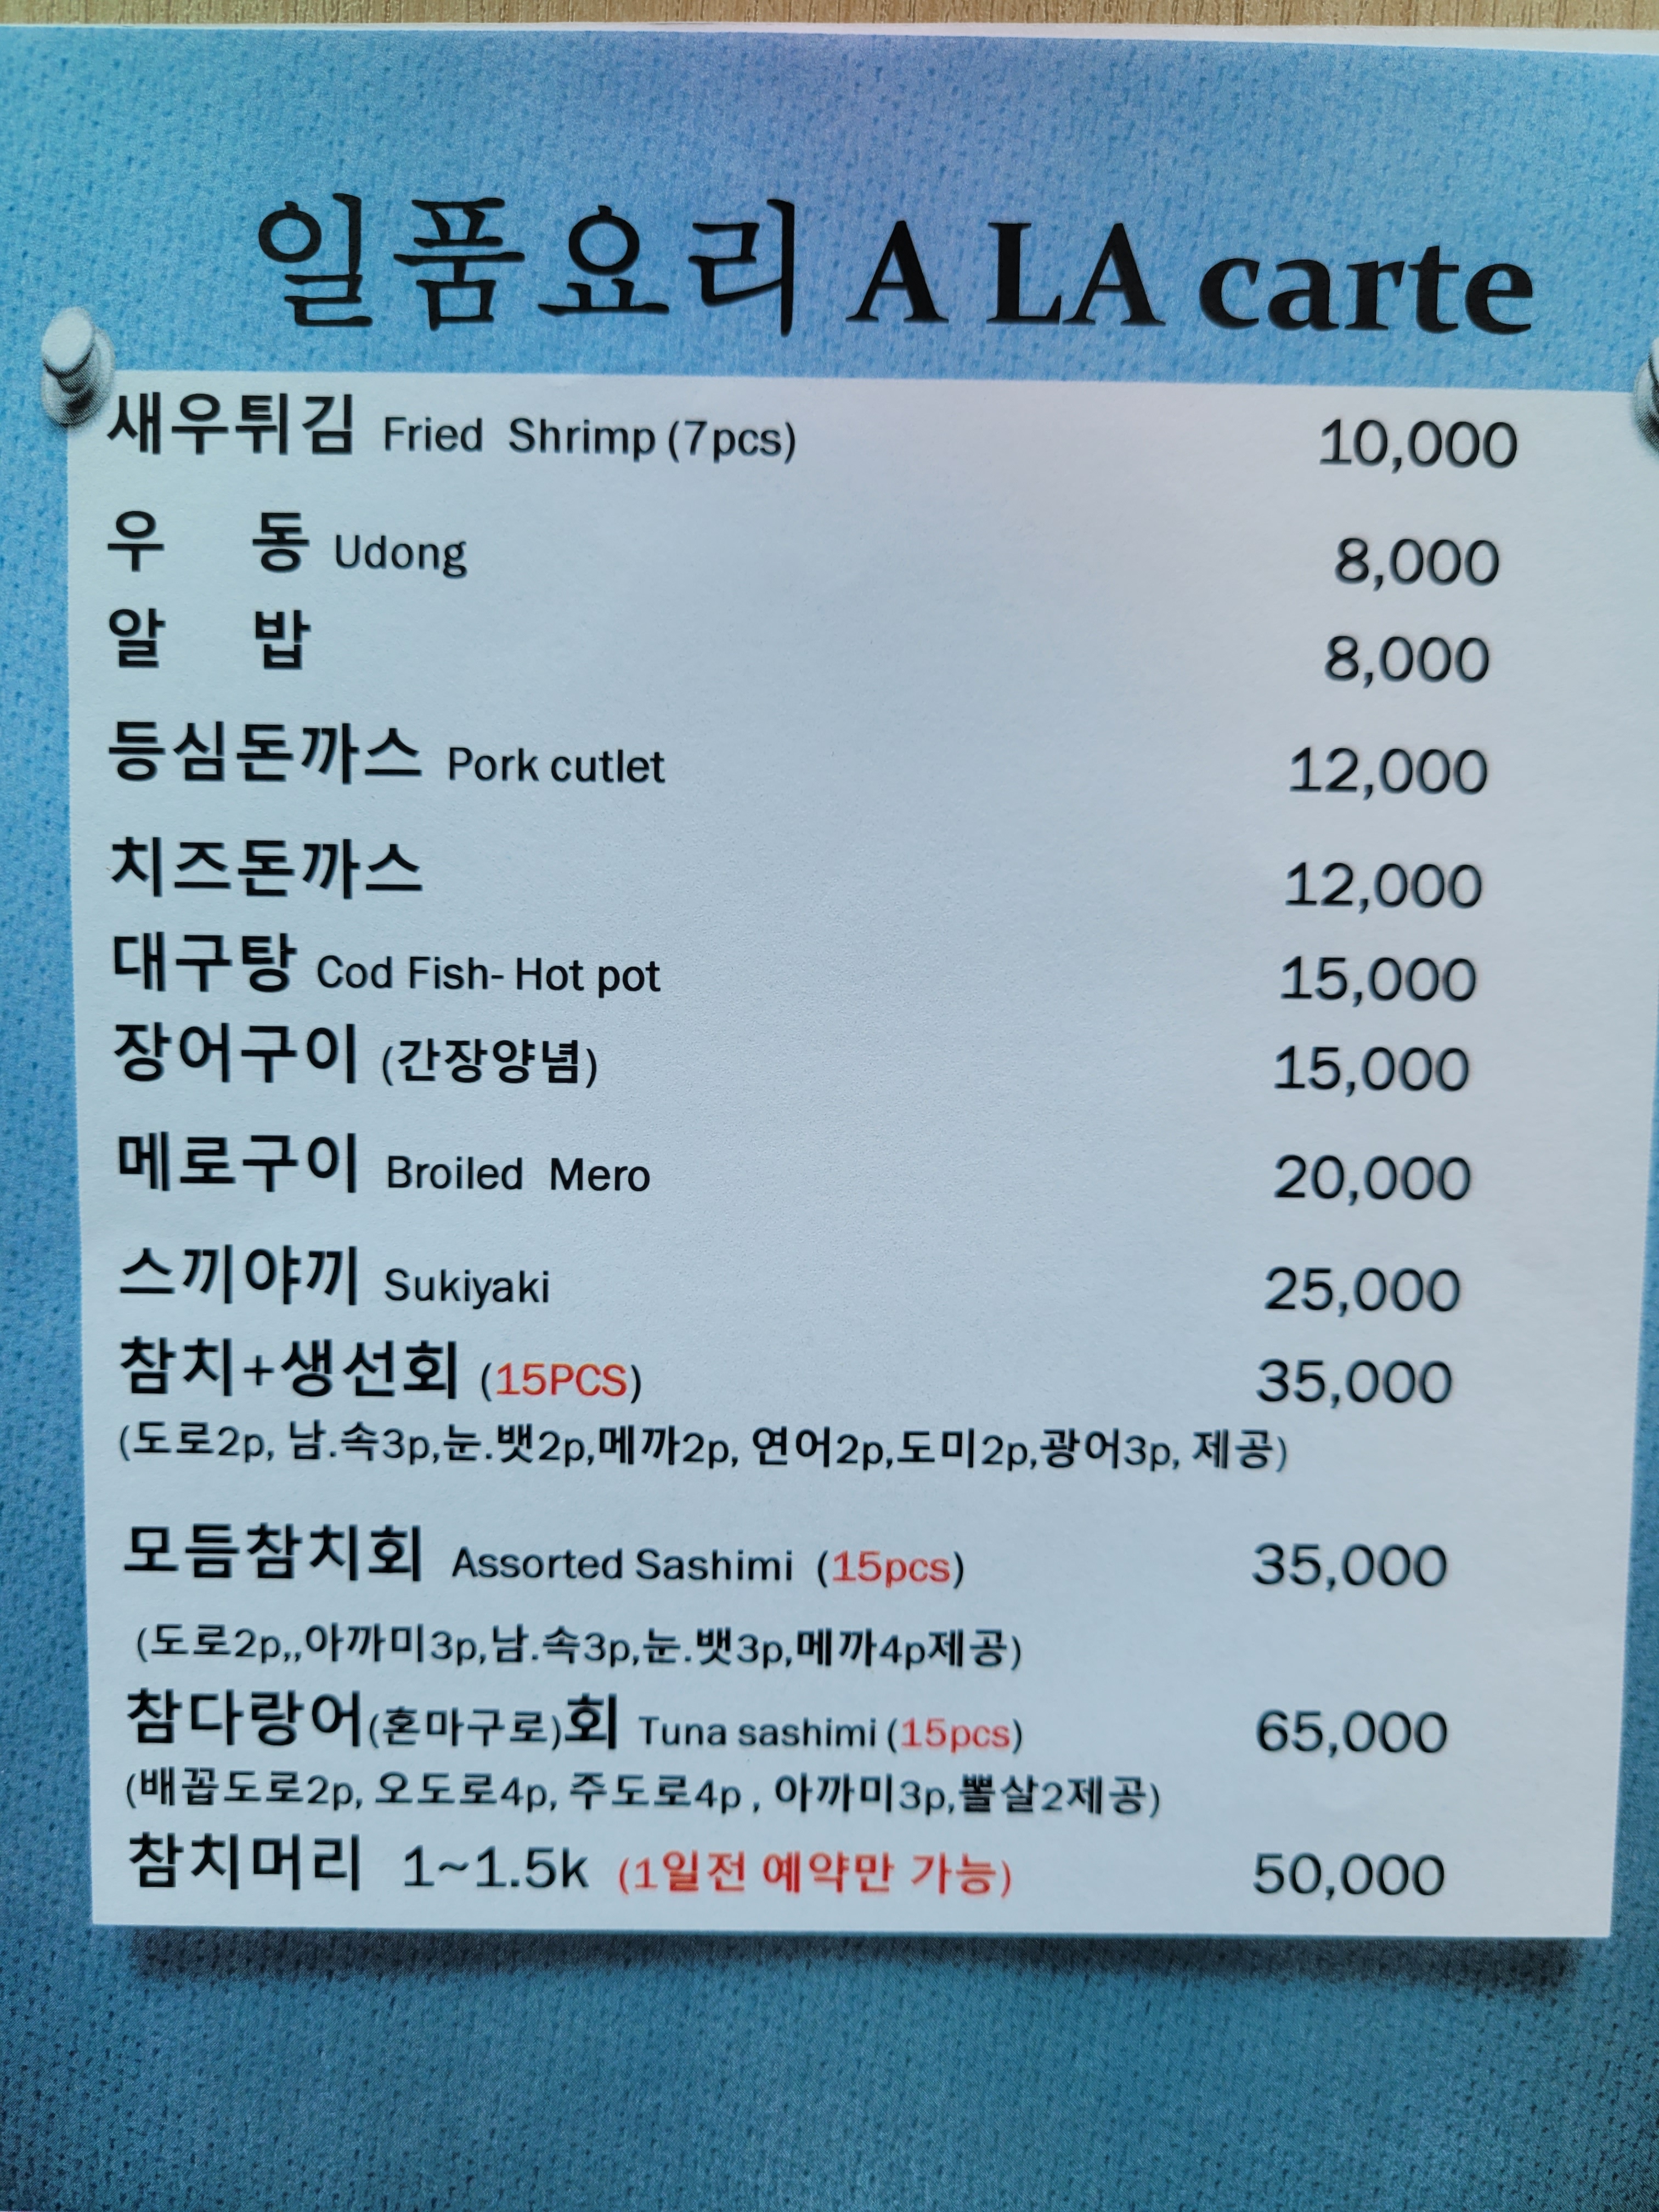 일품요리 A LA carte
새우튀김 Fried Shrimp (7pcs) 10,000
우 동 Udong 8,000
알 밥 8,000
등심돈까스 Pork cutlet 12,000
치즈돈까스 12,000
대구탕 Cod Fish- Hot pot 15,000
장어구이 (간장양념) 15,000
메로구이 Broiled Mero 20,000
스끼야끼 Sukiyaki 25,000
참치+생선회 (15PCS) 35,000
(도로2p, 남.속3p,눈.뱃2p,메까2p, 연어2p,도미2p,광어3p, 제공)
모듬참치회 Assorted Sashimi (15pcs) 35,000
(도로2p,,아까미3p,남.속3p,눈.뱃3p,메까4p제공)
참다랑어(혼마구로)회 Tuna sashimi (15pcs) 65,000
(배꼽도로2p, 오도로4p, 주도로4p , 아까미3p,뽈살2제공)
참치머리 1~1.5k (1일전 예약만 가능) 50,000